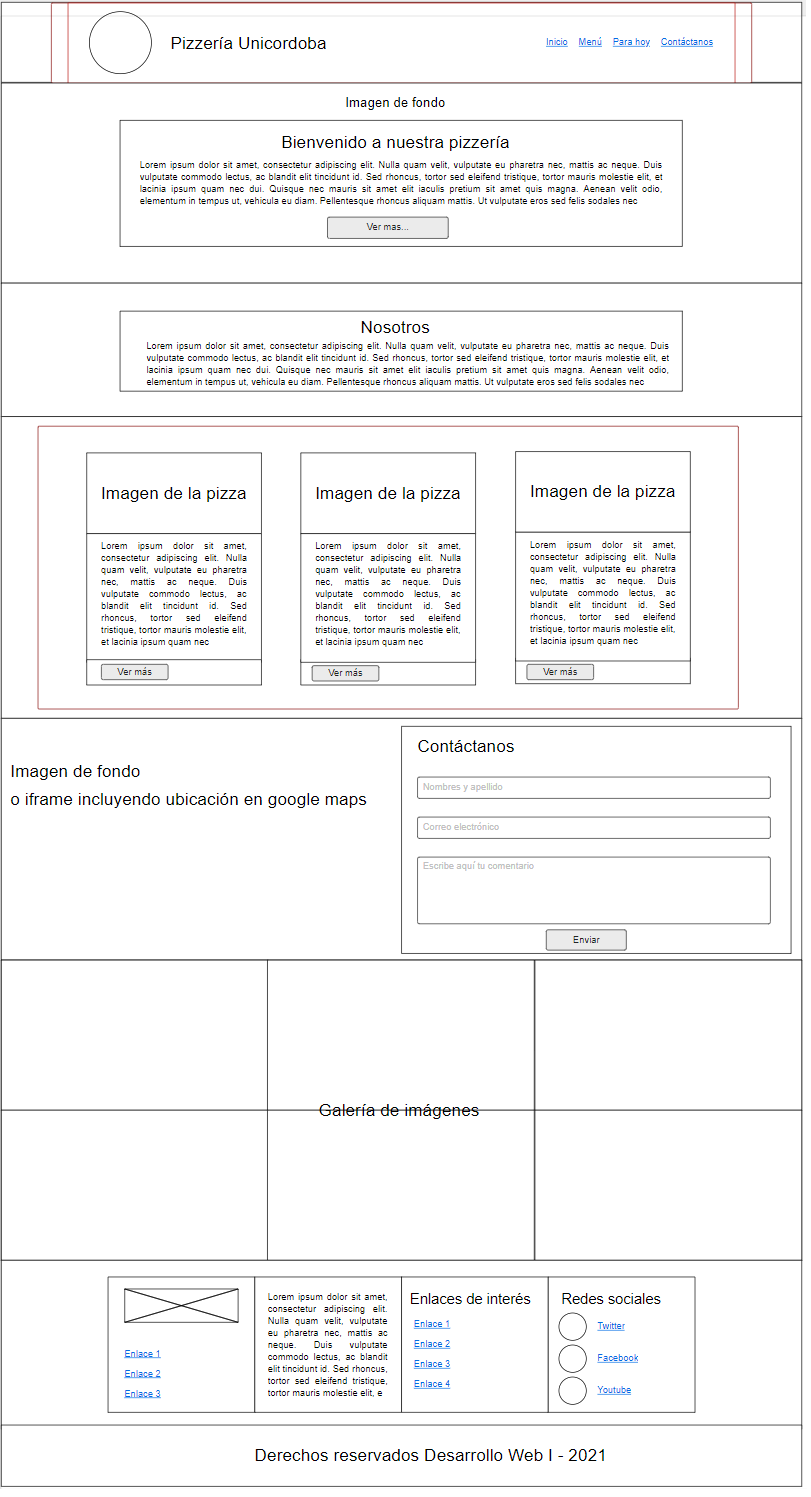 Pizzería Unicordoba
Inicio Menú Para hoy Contáctanos
Imagen de fondo
Bienvenido a nuestra pizzería
Lorem ipsum dolor sit amet, consectetur adipiscing elit. Nulla quam velit, vulputate eu pharetra nec, mattis ac neque. Duis
vulputate commodo lectus, ac blandit elit tincidunt id. Sed rhoncus, tortor sed eleifend tristique, tortor mauris molestie elit, et
lacinia ipsum quam nec dui. Quisque nec mauris sit amet elit iaculis pretium sit amet quis magna. Aenean velit odio,
elementum in tempus ut, vehicula eu diam. Pellentesque rhoncus aliquam mattis. Ut vulputate eros sed felis sodales nec
Ver mas...
Nosotros
Lorem ipsum dolor sit amet, consectetur adipiscing elit. Nulla quam velit, vulputate eu pharetra nec, mattis ac neque. Duis
vulputate commodo lectus, ac blandit elit tincidunt id. Sed rhoncus, tortor sed eleifend tristique, tortor mauris molestie elit, et
lacinia ipsum quam nec dui. Quisque nec mauris sit amet elit iaculis pretium sit amet quis magna. Aenean velit odio,
elementum in tempus ut, vehicula eu diam. Pellentesque rhoncus aliquam mattis. Ut vulputate eros sed felis sodales nec
Imagen de la pizza
Lorem ipsum dolor sit amet,
consectetur adipiscing elit. Nulla
quam velit, vulputate eu pharetra
nec, mattis ac neque. Duis
vulputate commodo lectus, ac
blandit elit tincidunt id. Sed
rhoncus, tortor sed eleifend
tristique, tortor mauris molestie elit,
et lacinia ipsum quam nec
Ver más
Imagen de la pizza
Lorem ipsum dolor sit amet,
consectetur adipiscing elit. Nulla
quam velit, vulputate eu pharetra
nec, mattis ac neque. Duis
vulputate commodo lectus, ac
blandit elit tincidunt id. Sed
rhoncus, tortor sed eleifend
tristique, tortor mauris molestie elit,
et lacinia ipsum quam nec
Ver más
Imagen de la pizza
Lorem ipsum dolor sit amet,
consectetur adipiscing elit. Nulla
quam velit, vulputate eu pharetra
nec, mattis ac neque. Duis
vulputate commodo lectus, ac
blandit elit tincidunt id. Sed
rhoncus, tortor sed eleifend
tristique, tortor mauris molestie elit,
et lacinia ipsum quam nec
Ver más
Imagen de fondo
o iframe incluyendo ubicación en google maps
Contáctanos
Nombres y apellido
Correo electrónico
Escribe aquí tu comentario
Enviar
Galería de imágenes
Enlace 1
Enlace 2
Enlace 3
Lorem ipsum dolor sit amet,
consectetur adipiscing elit.
Nulla quam velit, vulputate
eu pharetra nec, mattis ac
neque. Duis vulputate
commodo lectus, ac blandit
elit tincidunt id. Sed rhoncus,
tortor sed eleifend tristique,
tortor mauris molestie elit, e
Enlaces de interés
Enlace 1
Enlace 2
Enlace 3
Enlace 4
Redes sociales
Twitter
Facebook
Youtube
Derechos reservados Desarrollo Web I - 2021